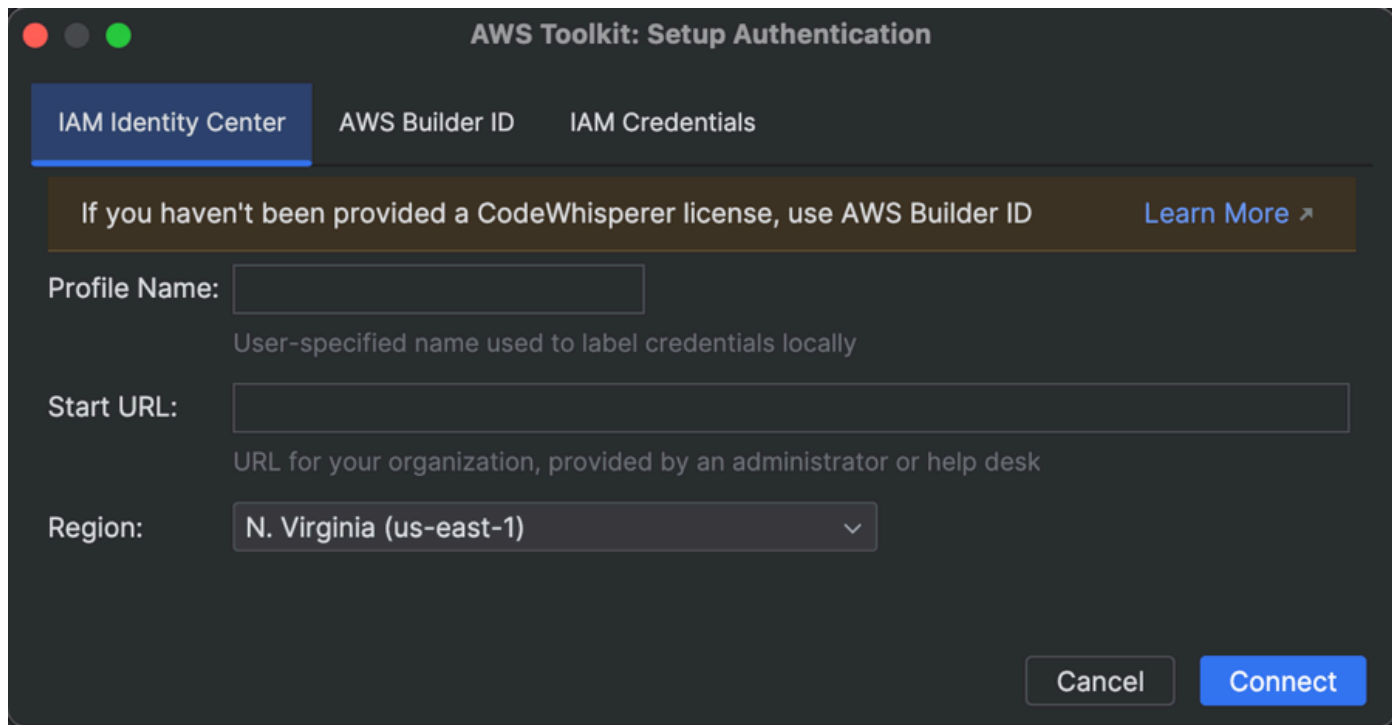 AWS Toolkit: Setup Authentication
IAM Identity Center AWS Builder ID IAM Credentials
If you haven't been provided a CodeWhisperer license, use AWS Builder ID Learn More ↗
Profile Name:
User-specified name used to label credentials locally
Start URL:
URL for your organization, provided by an administrator or help desk
Region: N. Virginia (us-east-1)
Cancel Connect